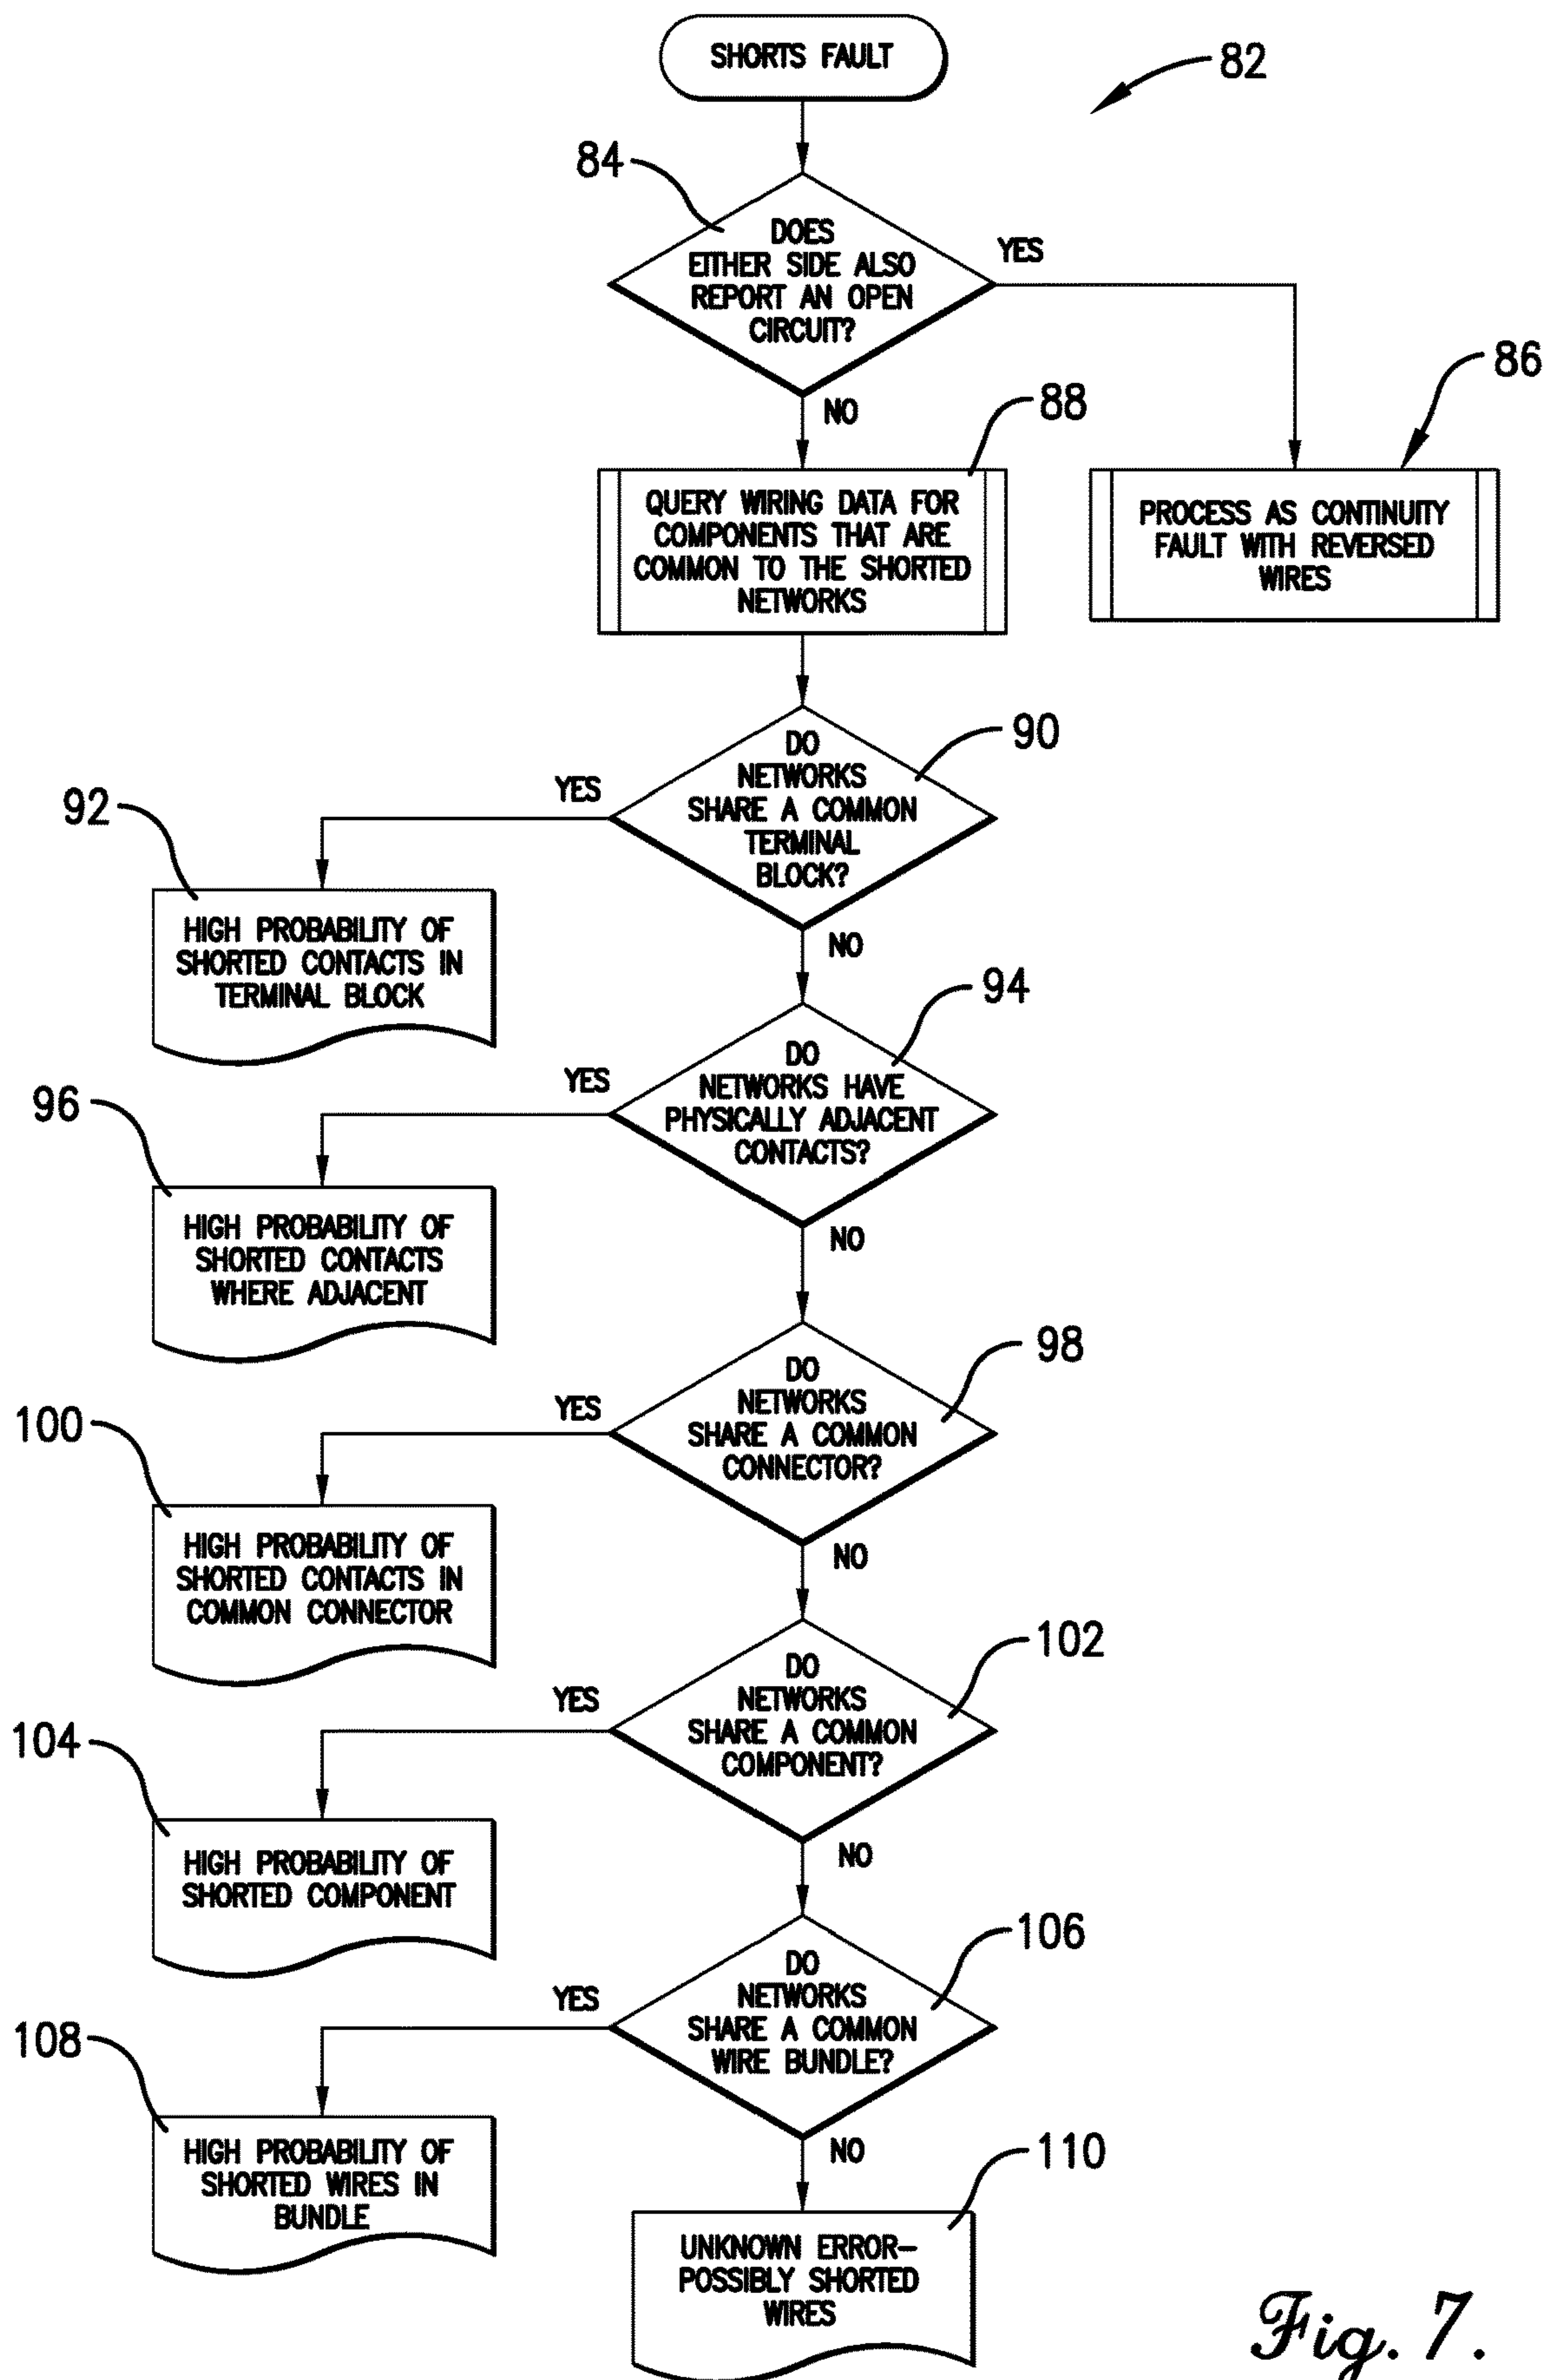 SHORTS FAULT
82
84
DOES
EITHER SIDE ALSO
REPORT AN OPEN
CIRCUIT?
YES
NO
86
88
QUERY WIRING DATA FOR
COMPONENTS THAT ARE
COMMON TO THE SHORTED
NETWORKS
PROCESS AS CONTINUITY
FAULT WITH REVERSED
WIRES
90
DO
NETWORKS
SHARE A COMMON
TERMINAL
BLOCK?
YES
NO
92
HIGH PROBABILITY OF
SHORTED CONTACTS IN
TERMINAL BLOCK
94
DO
NETWORKS HAVE
PHYSICALLY ADJACENT
CONTACTS?
YES
NO
96
HIGH PROBABILITY OF
SHORTED CONTACTS
WHERE ADJACENT
98
DO
NETWORKS
SHARE A COMMON
CONNECTOR?
YES
NO
100
HIGH PROBABILITY OF
SHORTED CONTACTS IN
COMMON CONNECTOR
102
DO
NETWORKS
SHARE A COMMON
COMPONENT?
YES
NO
104
HIGH PROBABILITY OF
SHORTED COMPONENT
106
DO
NETWORKS
SHARE A COMMON
WIRE BUNDLE?
YES
NO
108
HIGH PROBABILITY OF
SHORTED WIRES IN
BUNDLE
110
UNKNOWN ERROR-
POSSIBLY SHORTED
WIRES
Fig. 7.